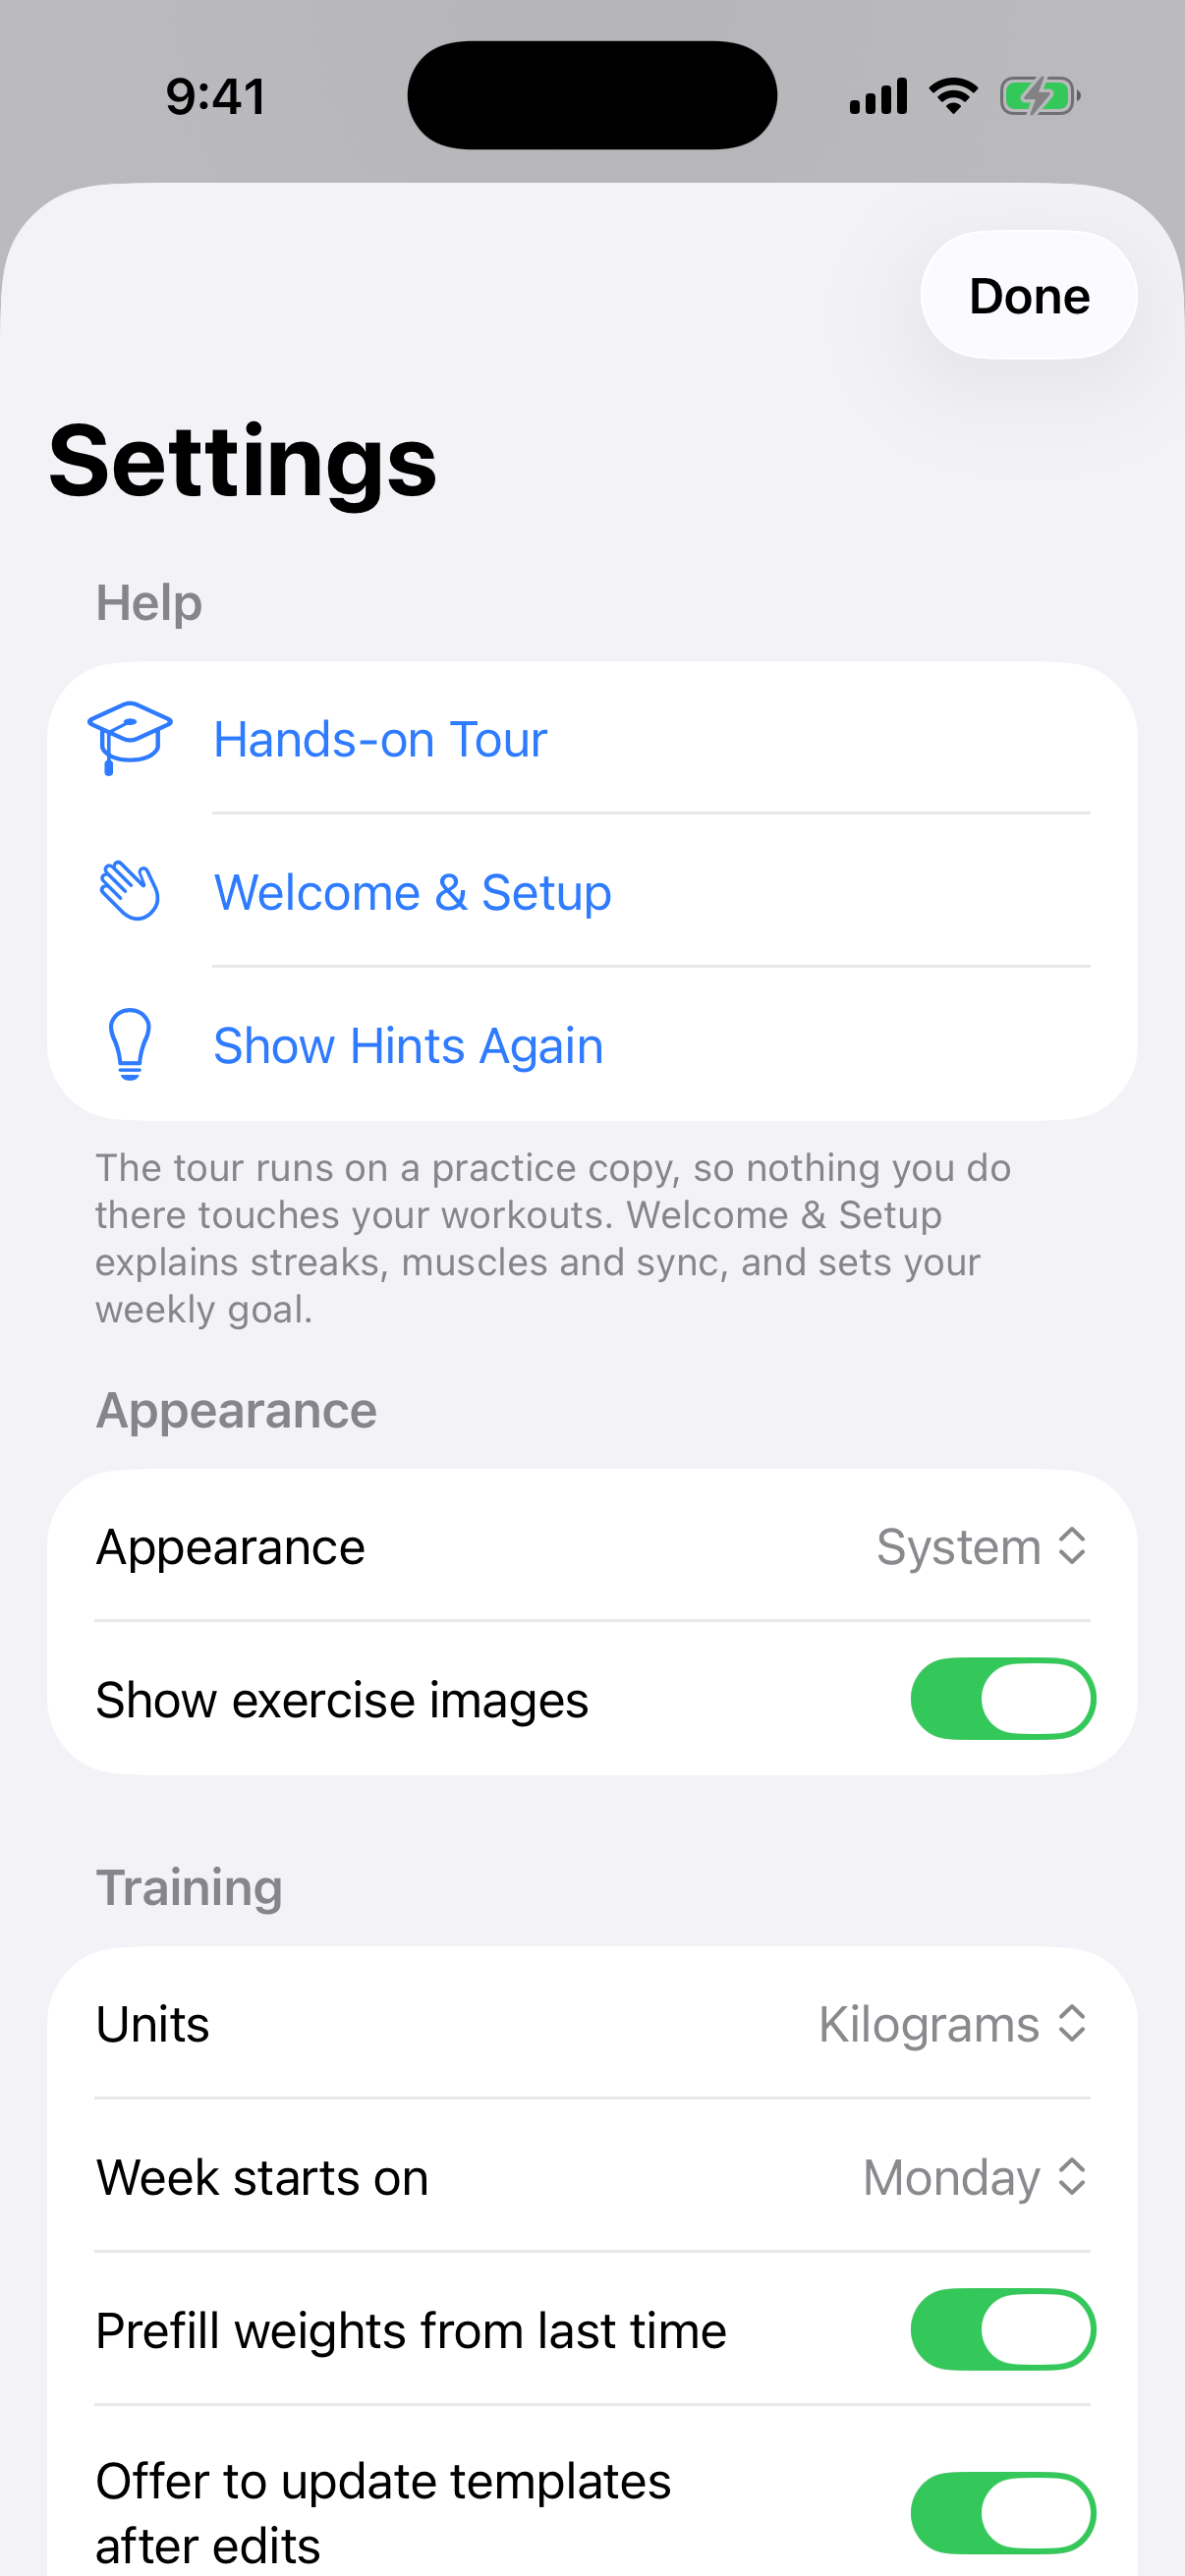 9:41
Done
Settings
Help
Hands-on Tour
Welcome & Setup
Show Hints Again
The tour runs on a practice copy, so nothing you do
there touches your workouts. Welcome & Setup
explains streaks, muscles and sync, and sets your
weekly goal.
Appearance
Appearance System
Show exercise images
Training
Units Kilograms
Week starts on Monday
Prefill weights from last time
Offer to update templates
after edits